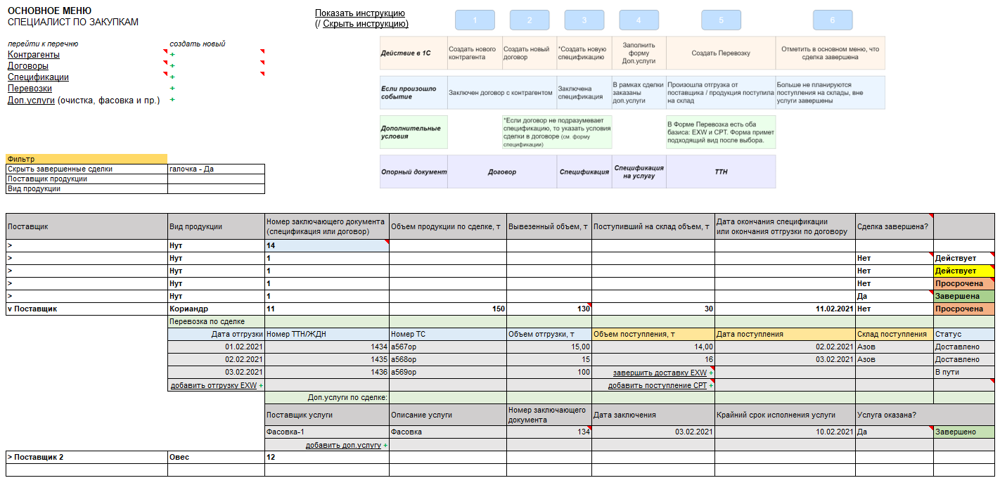 ОСНОВНОЕ МЕНЮ
СПЕЦИАЛИСТ ПО ЗАКУПКАМ
перейти к перечню создать новый
Контрагенты +
Договоры +
Спецификации +
Перевозки +
Доп.услуги (очистка, фасовка и пр.) +
Показать инструкцию
(/ Скрыть инструкцию)
1 2 3 4 5 6
Действие в 1С
Создать нового
контрагента
Создать новый
договор
*Создать новую
спецификацию
Заполнить
форму
Доп.услуги
Создать Перевозку
Отметить в основном меню, что
сделка завершена
Если произошло
событие
Заключен договор с контрагентом
Заключена
спецификация
В рамках сделки
заказаны
доп.услуги
Произошла отгрузка от
поставщика / продукция поступила
на склад
Больше не планируются
поступления на склады, вне
услуги завершены
Дополнительные
условия
*Если договор не подразумевает
спецификацию, то указать условия
сделки в договоре (см. форму
спецификации)
В Форме Перевозка есть оба
базиса: EXW и CPT. Форма примет
подходящий вид после выбора.
Опорный документ
Договор
Спецификация
Спецификация
на услугу
ТТН
Фильтр
Скрыть завершенные сделки галочка - Да
Поставщик продукции
Вид продукции
Поставщик
Вид продукции
Номер заключающего документа
(спецификация или договор)
Объем продукции по сделке, т
Вывезенный объем, т
Поступивший на склад объем, т
Дата окончания спецификации
или окончания отгрузки по договору
Сделка завершена?
> Нут 14
> Нут 1 Нет Действует
> Нут 1 Нет Действует
> Нут 1 Нет Просрочена
> Нут 1 Да Завершена
v Поставщик Кориандр 11 150 130 30 11.02.2021 Нет Просрочена
Перевозка по сделке
Дата отгрузки Номер ТТН/ЖДН Номер ТС Объем отгрузки, т Объем поступления, т Дата поступления Склад поступления Статус
01.02.2021 1434 а567ор 15,00 14,00 02.02.2021 Азов Доставлено
02.02.2021 1435 а568ор 15 16 03.02.2021 Азов Доставлено
03.02.2021 1436 а569ор 100 завершить доставку EXW + В пути
добавить отгрузку EXW + добавить поступление CPT +
Доп.услуги по сделке:
Поставщик услуги
Описание услуги
Номер заключающего
документа
Дата заключения
Крайний срок исполнения услуги
Услуга оказана?
Фасовка-1 Фасовка 134 03.02.2021 10.02.2021 Да Завершено
добавить доп.услугу +
> Поставщик 2 Овес 12